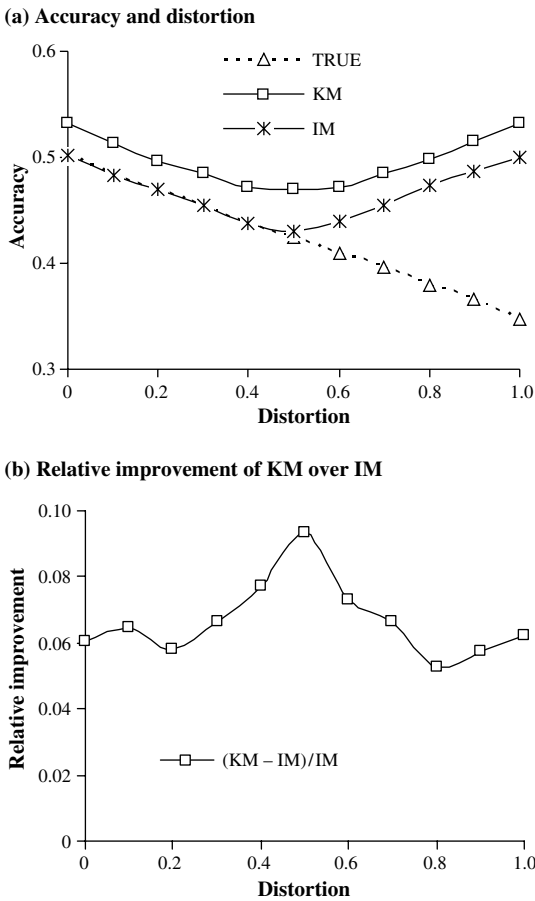 (a) Accuracy and distortion
0.6
TRUE
KM
IM
0.5
Accuracy
0.4
0.3
0 0.2 0.4 0.6 0.8 1.0
Distortion
(b) Relative improvement of KM over IM
0.10
0.08
0.06
Relative improvement
0.04
0.02
(KM – IM)/IM
0
0 0.2 0.4 0.6 0.8 1.0
Distortion